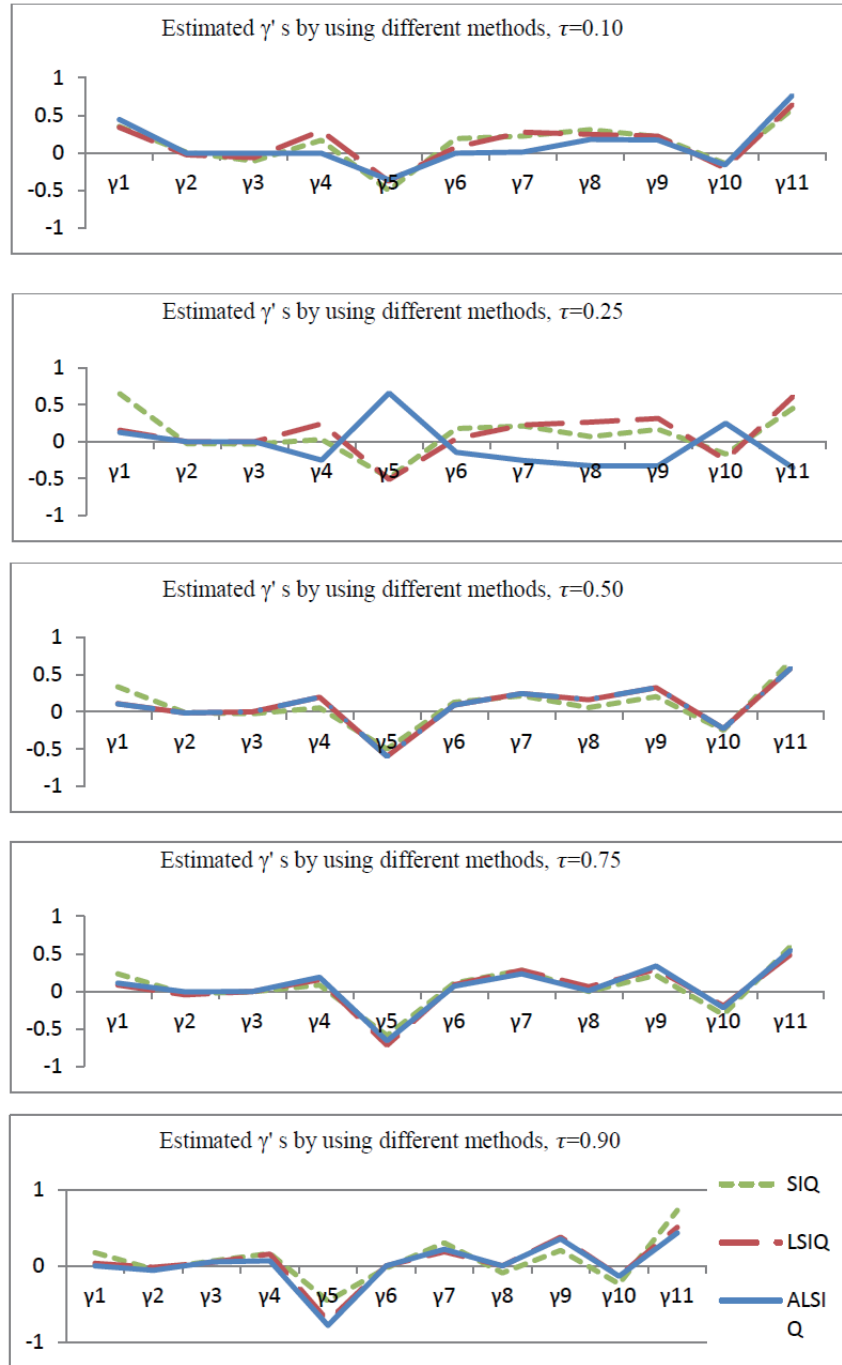 Estimated γ' s by using different methods, τ=0.10
1
0.5
0
-0.5
-1
γ1 γ2 γ3 γ4 γ5 γ6 γ7 γ8 γ9 γ10 γ11
Estimated γ' s by using different methods, τ=0.25
1
0.5
0
-0.5
-1
γ1 γ2 γ3 γ4 γ5 γ6 γ7 γ8 γ9 γ10 γ11
Estimated γ' s by using different methods, τ=0.50
1
0.5
0
-0.5
-1
γ1 γ2 γ3 γ4 γ5 γ6 γ7 γ8 γ9 γ10 γ11
Estimated γ' s by using different methods, τ=0.75
1
0.5
0
-0.5
-1
γ1 γ2 γ3 γ4 γ5 γ6 γ7 γ8 γ9 γ10 γ11
Estimated γ' s by using different methods, τ=0.90
1
0
-1
γ1 γ2 γ3 γ4 γ5 γ6 γ7 γ8 γ9 γ10 γ11
SIQ
LSIQ
ALSI
Q